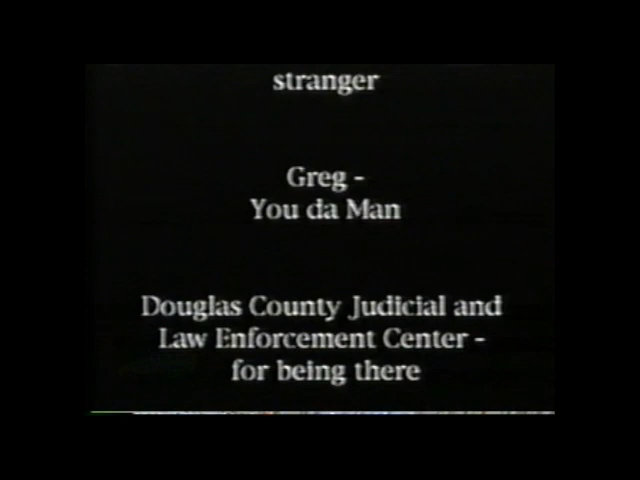 stranger
Greg -
You da Man
Douglas County Judicial and
Law Enforcement Center -
for being there